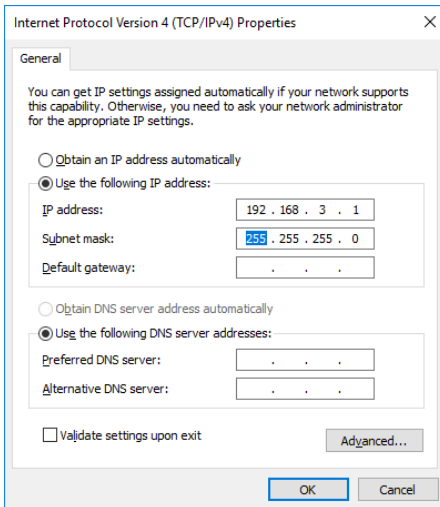 Internet Protocol Version 4 (TCP/IPv4) Properties
General
You can get IP settings assigned automatically if your network supports
this capability. Otherwise, you need to ask your network administrator
for the appropriate IP settings.
Obtain an IP address automatically
Use the following IP address:
IP address: 192 . 168 . 3 . 1
Subnet mask: 255 . 255 . 255 . 0
Default gateway: . . .
Obtain DNS server address automatically
Use the following DNS server addresses:
Preferred DNS server: . . .
Alternative DNS server: . . .
Validate settings upon exit
Advanced...
OK Cancel